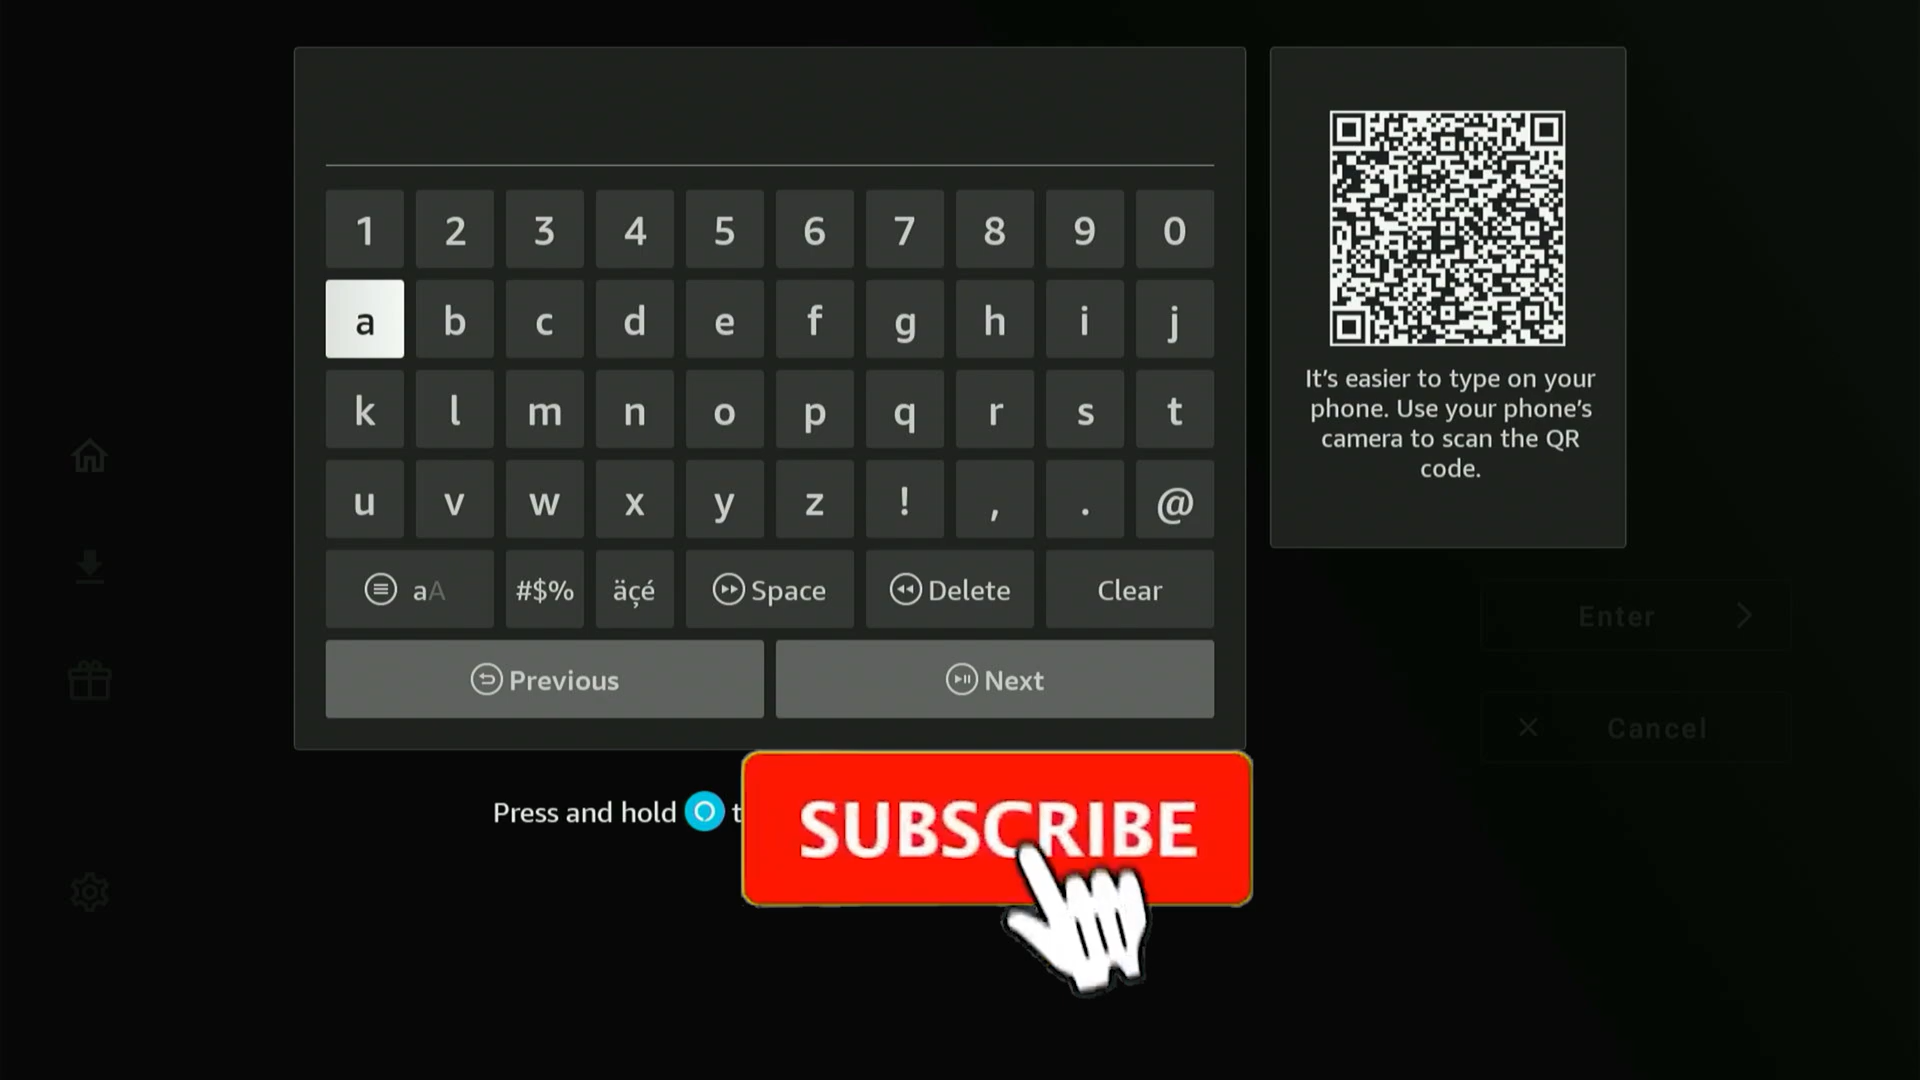 1 2 3 4 5 6 7 8 9 0
a b c d e f g h i j
k l m n o p q r s t
u v w x y z ! , . @
aA #$% äçé Space Delete Clear
Previous Next
It's easier to type on your
phone. Use your phone's
camera to scan the QR
code.
Enter
Cancel
Press and hold t
SUBSCRIBE